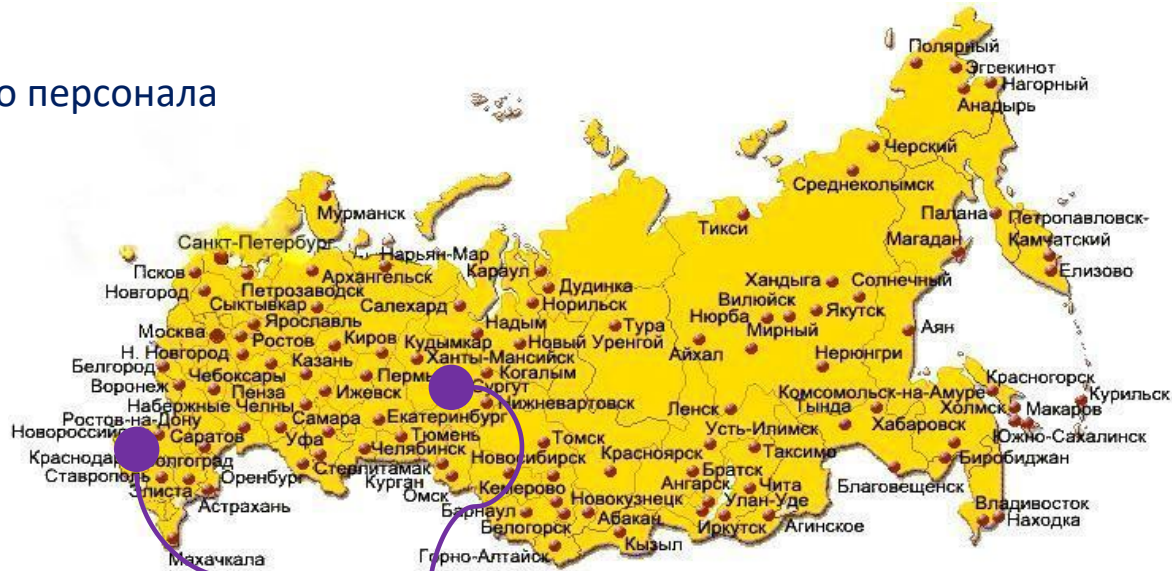 о персонала
Полярный
Эгвекинот
Нагорный
Анадырь
Черский
Среднеколымск
Мурманск
Тикси
Палана
Петропавловск-
Камчатский
Санкт-Петербург
Магадан
Нарьян-Мар
Псков
Архангельск
Караул
Елизово
Новгород
Петрозаводск
Дудинка
Хандыга
Солнечный
Сыктывкар
Салехард
Норильск
Вилюйск
Якутск
Ярославль
Надым
Тура
Нюрба
Москва
Ростов
Киров
Кудымкар
Новый Уренгой
Мирный
Аян
Н. Новгород
Казань
Ханты-Мансийск
Айхал
Белгород
Чебоксары
Пермь
Когалым
Нерюнгри
Воронеж
Пенза
Ижевск
Сургут
Красногорск
Набережные Челны
Нижневартовск
Комсомольск-на-Амуре
Курильск
Ростов-на-Дону
Самара
Екатеринбург
Ленск
Тында
Холмск
Макаров
Новороссий
Саратов
Уфа
Тюмень
Усть-Илимск
Хабаровск
Южно-Сахалинск
Краснодар
Волгоград
Челябинск
Томск
Красноярск
Таксимо
Биробиджан
Ставрополь
Оренбург
Стерлитамак
Новосибирск
Братск
Элиста
Курган
Кемерово
Ангарск
Чита
Благовещенск
Астрахань
Омск
Новокузнецк
Улан-Уде
Владивосток
Барнаул
Абакан
Иркутск
Агинское
Находка
Белогорск
Кызыл
Махачкала
Горно-Алтайск